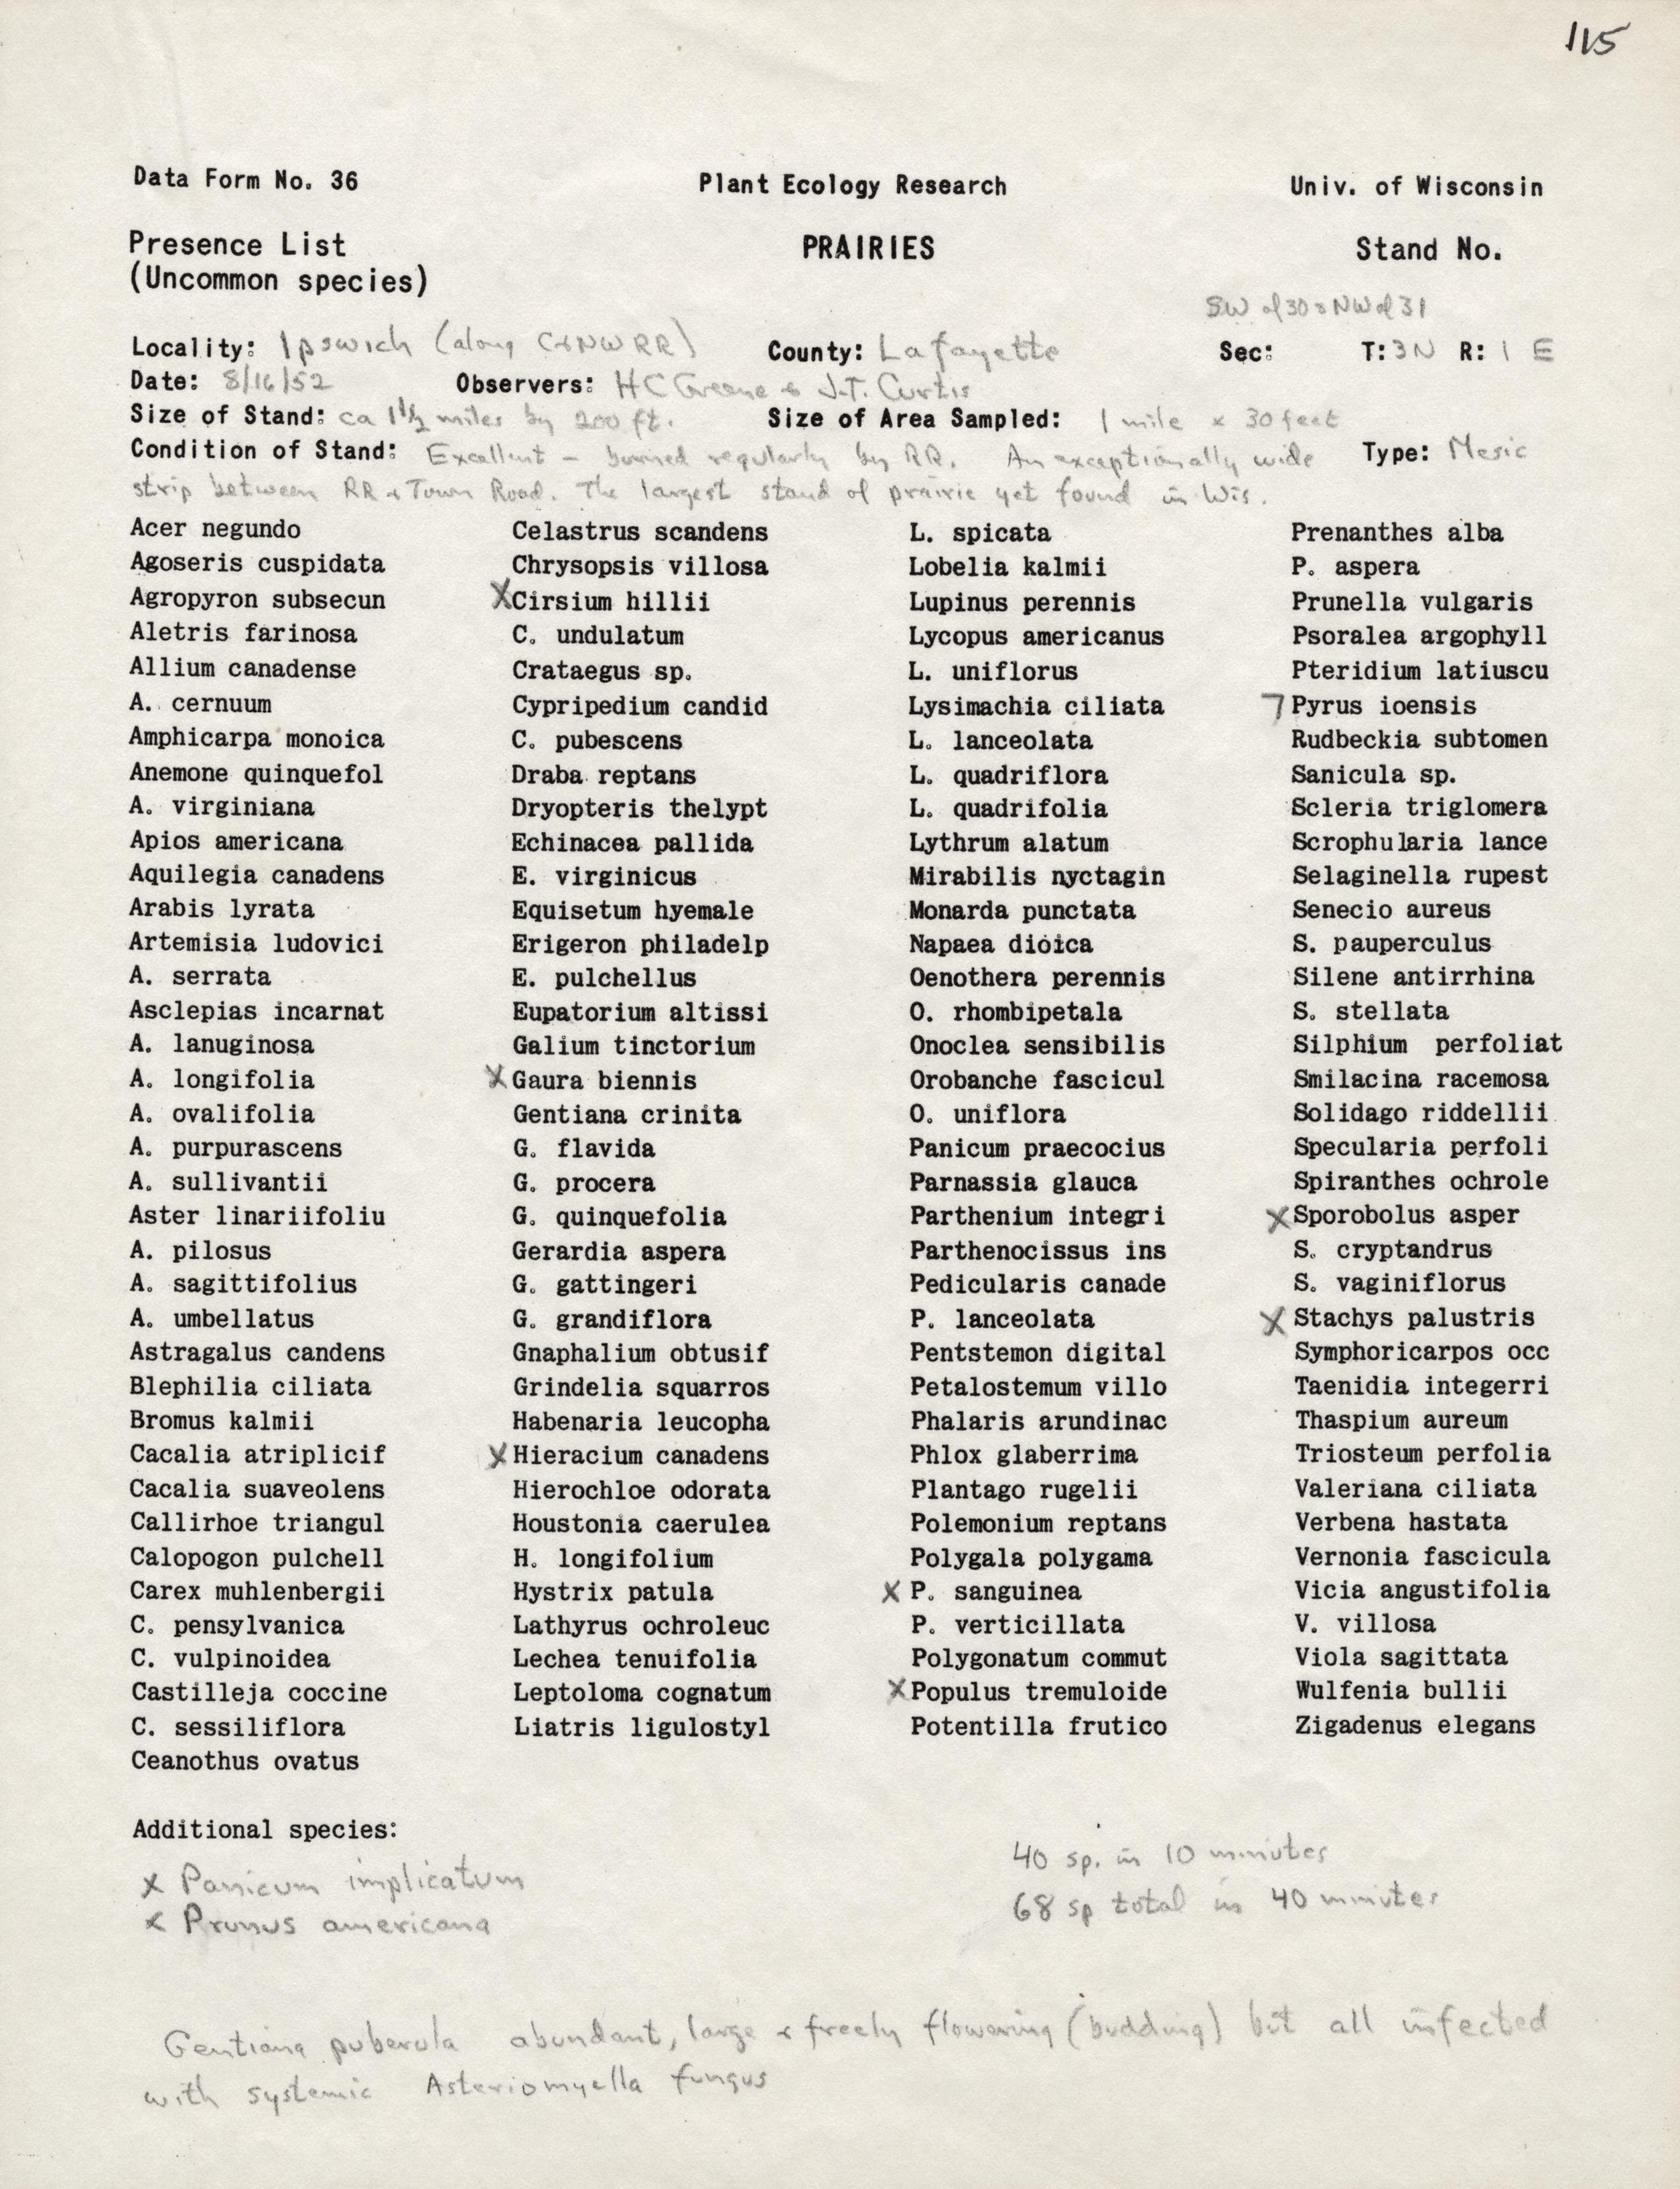 115
Data Form No. 36 Plant Ecology Research Univ. of Wisconsin
Presence List PRAIRIES Stand No.
(Uncommon species)
SW of 30 & NW of 31
Locality: Ipswich (along C&NW RR) County: Lafayette Sec: T: 3N R: 1 E
Date: 8/16/52 Observers: HC Greene & J.T. Curtis
Size of Stand: ca 1 1/2 miles by 200 ft. Size of Area Sampled: 1 mile x 30 feet
Condition of Stand: Excellent – burned regularly by RR. An exceptionally wide Type: Mesic
strip between RR & Town Road. The largest stand of prairie yet found in Wis.
Acer negundo
Agoseris cuspidata
Agropyron subsecun
Aletris farinosa
Allium canadense
A. cernuum
Amphicarpa monoica
Anemone quinquefol
A. virginiana
Apios americana
Aquilegia canadens
Arabis lyrata
Artemisia ludovici
A. serrata
Asclepias incarnat
A. lanuginosa
A. longifolia
A. ovalifolia
A. purpurascens
A. sullivantii
Aster linariifoliu
A. pilosus
A. sagittifolius
A. umbellatus
Astragalus candens
Blephilia ciliata
Bromus kalmii
Cacalia atriplicif
Cacalia suaveolens
Callirhoe triangul
Calopogon pulchell
Carex muhlenbergii
C. pensylvanica
C. vulpinoidea
Castilleja coccine
C. sessiliflora
Ceanothus ovatus
Celastrus scandens
Chrysopsis villosa
X Cirsium hillii
C. undulatum
Crataegus sp.
Cypripedium candid
C. pubescens
Draba reptans
Dryopteris thelypt
Echinacea pallida
E. virginicus
Equisetum hyemale
Erigeron philadelp
E. pulchellus
Eupatorium altissi
Galium tinctorium
X Gaura biennis
Gentiana crinita
G. flavida
G. procera
G. quinquefolia
Gerardia aspera
G. gattingeri
G. grandiflora
Gnaphalium obtusif
Grindelia squarros
Habenaria leucopha
X Hieracium canadens
Hierochloe odorata
Houstonia caerulea
H. longifolium
Hystrix patula
Lathyrus ochroleuc
Lechea tenuifolia
Leptoloma cognatum
Liatris ligulostyl
L. spicata
Lobelia kalmii
Lupinus perennis
Lycopus americanus
L. uniflorus
Lysimachia ciliata
L. lanceolata
L. quadriflora
L. quadrifolia
Lythrum alatum
Mirabilis nyctagin
Monarda punctata
Napaea dioica
Oenothera perennis
O. rhombipetala
Onoclea sensibilis
Orobanche fascicul
O. uniflora
Panicum praecocius
Parnassia glauca
Parthenium integri
Parthenocissus ins
Pedicularis canade
P. lanceolata
Pentstemon digital
Petalostemum villo
Phalaris arundinac
Phlox glaberrima
Plantago rugelii
Polemonium reptans
Polygala polygama
X P. sanguinea
P. verticillata
Polygonatum commut
X Populus tremuloide
Potentilla frutico
Prenanthes alba
P. aspera
Prunella vulgaris
Psoralea argophyll
Pteridium latiuscu
7 Pyrus ioensis
Rudbeckia subtomen
Sanicula sp.
Scleria triglomera
Scrophularia lance
Selaginella rupest
Senecio aureus
S. pauperculus
Silene antirrhina
S. stellata
Silphium perfoliat
Smilacina racemosa
Solidago riddellii
Specularia perfoli
Spiranthes ochrole
X Sporobolus asper
S. cryptandrus
S. vaginiflorus
X Stachys palustris
Symphoricarpos occ
Taenidia integerri
Thaspium aureum
Triosteum perfolia
Valeriana ciliata
Verbena hastata
Vernonia fascicula
Vicia angustifolia
V. villosa
Viola sagittata
Wulfenia bullii
Zigadenus elegans
Additional species:
x Panicum implicatum
x Prunus americana
40 sp. in 10 minutes
68 sp total in 40 minutes
Gentiana puberula abundant, large & freely flowering (budding) but all infected
with systemic Asteriomyella fungus